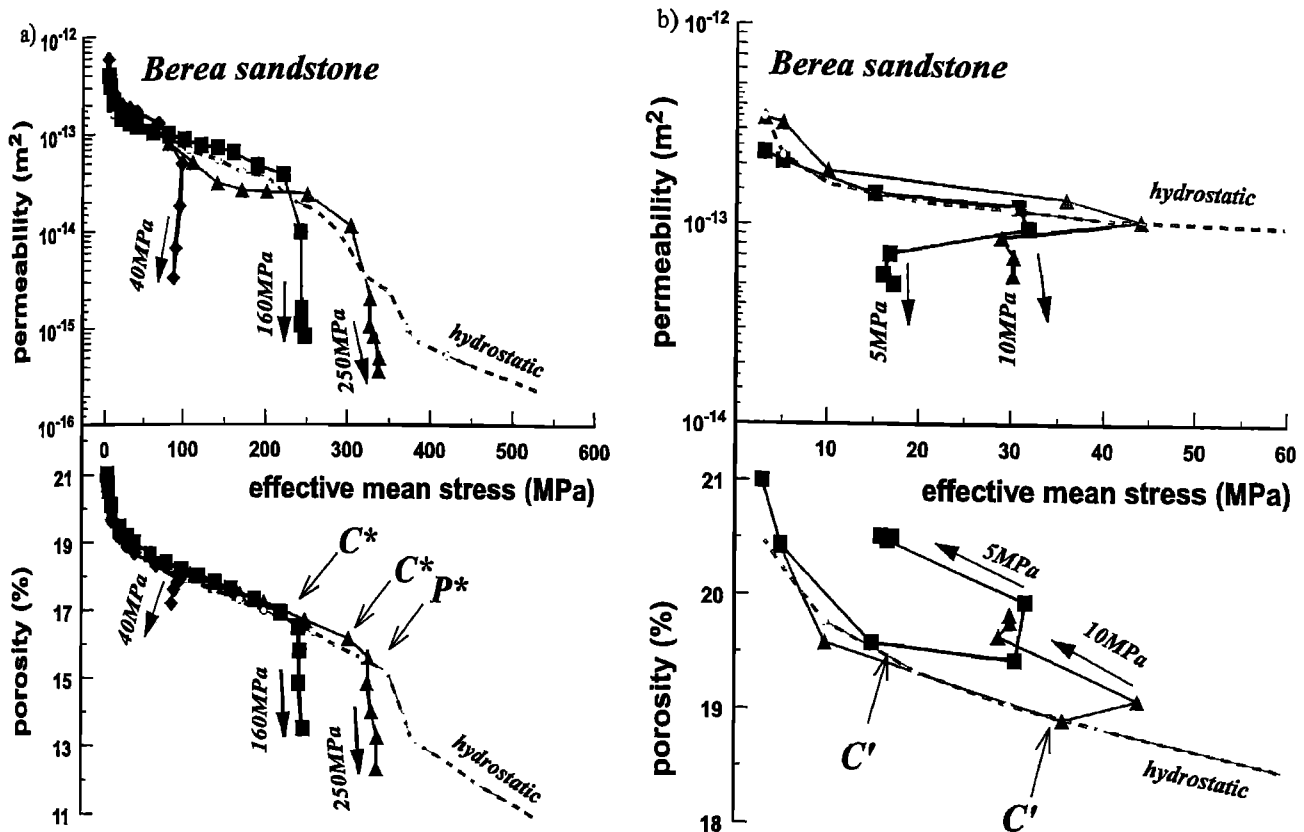 a)
Berea sandstone
permeability (m²)
10⁻¹²
10⁻¹³
10⁻¹⁴
10⁻¹⁵
10⁻¹⁶
40MPa
160MPa
250MPa
hydrostatic
0 100 200 300 400 500 600
effective mean stress (MPa)
porosity (%)
21
19
17
15
13
11
C*
C*
P*
40MPa
160MPa
250MPa
hydrostatic
b)
Berea sandstone
permeability (m²)
10⁻¹²
10⁻¹³
10⁻¹⁴
hydrostatic
5MPa
10MPa
10 20 30 40 50 60
effective mean stress (MPa)
porosity (%)
21
20
19
18
5MPa
10MPa
C'
C'
hydrostatic